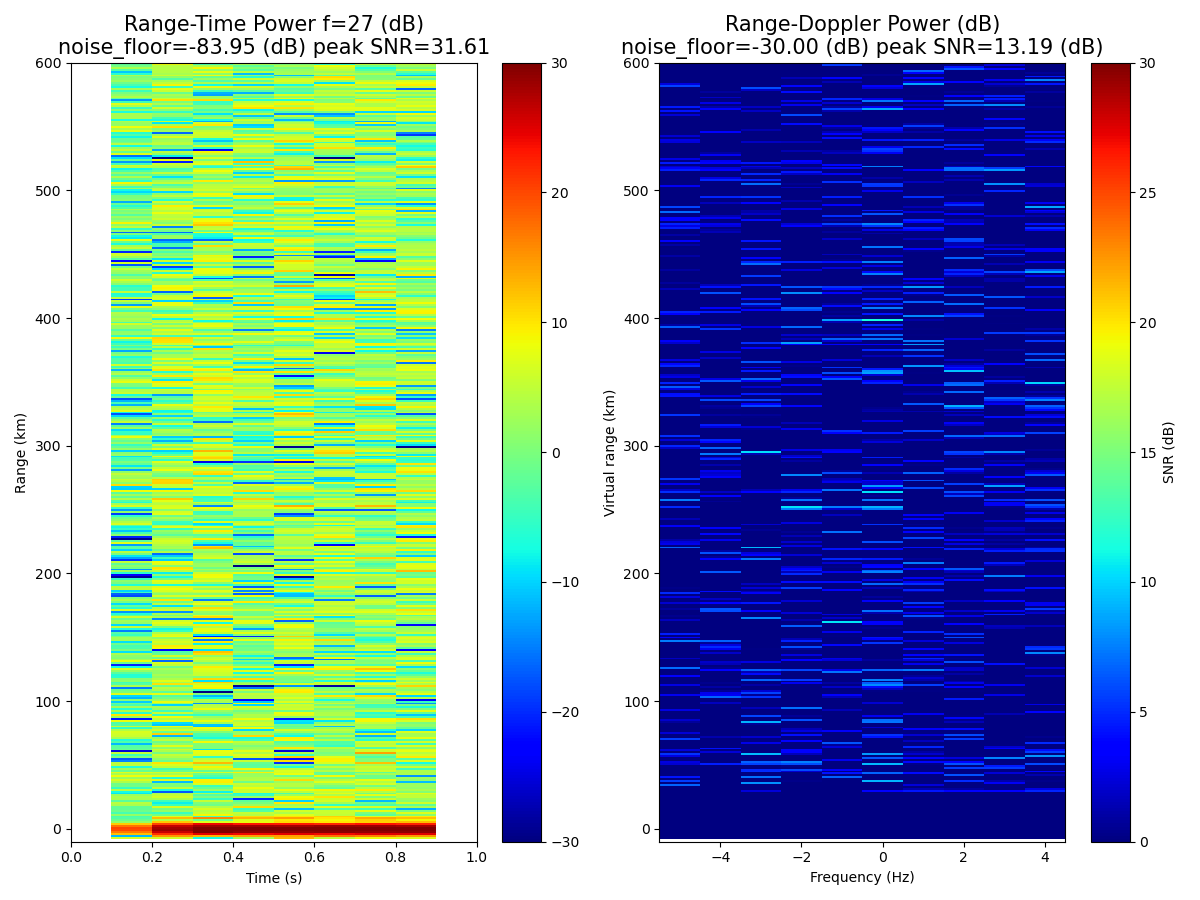 Range-Time Power f=27 (dB)
noise_floor=-83.95 (dB) peak SNR=31.61
600
500
400
300
200
100
0
Range (km)
0.0 0.2 0.4 0.6 0.8 1.0
Time (s)
30
20
10
0
−10
−20
−30
Range-Doppler Power (dB)
noise_floor=-30.00 (dB) peak SNR=13.19 (dB)
600
500
400
300
200
100
0
Virtual range (km)
−4 −2 0 2 4
Frequency (Hz)
30
25
20
15
10
5
0
SNR (dB)